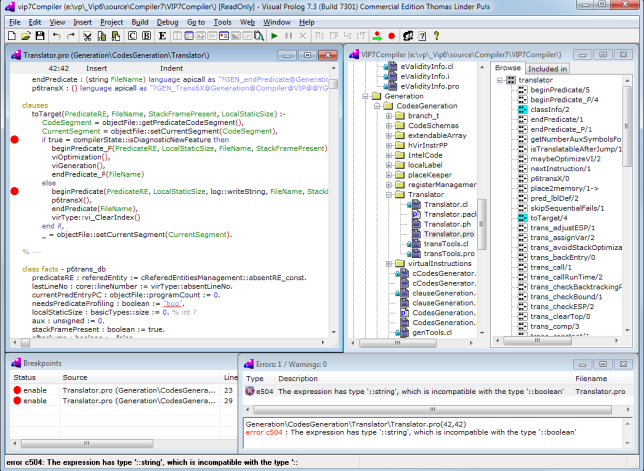 vip7Compiler (e:\vp\_Vip6\source\Compiler7\VIP7Compiler\) [ReadOnly] - Visual Prolog 7.3 (Build 7301) Commercial Edition Thomas Linder Puls
File Edit View Insert Project Build Debug Go to Tools Web Window Help
Translator.pro (Generation\CodesGeneration\Translator\)
42:42 Insert Indent
endPredicate : (string FileName) language apicall as "?GEN_endPredicate@Generatio
p6transX : () language apicall as "?GEN_Trans6X@Generation@Compiler@VIP@@YG
clauses
toTarget(PredicateRE, FileName, StackFramePresent, LocalStaticSize) :-
CodeSegment = objectFile::getPredicateCodeSegment(),
CurrentSegment = objectFile::setCurrentSegment(CodeSegment),
if true = compilerState::isDiagnosticNewFeature then
beginPredicate_F(PredicateRE, LocalStaticSize, FileName, StackFramePresent)
viOptimization(),
viGeneration(),
endPredicate_F()
else
beginPredicate(PredicateRE, LocalStaticSize, log::writeString, FileName, Stack
p6transX(),
endPredicate(FileName),
virType::vi_ClearIndex()
end if,
_ = objectFile::setCurrentSegment(CurrentSegment).
% ---
class facts - p6trans_db
predicateRE : referedEntity := cReferedEntitiesManagement::absentRE_const.
lastLineNo : core::lineNumber := virType::absentLineNo.
currentPredEntryPC : objectFile::programCount := 0.
needsPredicateProfiling : boolean := "bug".
localStaticSize : basicTypes::size := 0. % int ?
aux : unsigned := 0.
stackFramePresent : boolean := true.
VIP7Compiler (e:\vp\_Vip6\source\Compiler7\VIP7Compiler\)
eValidityInfo.cl
eValidityInfo.i
eValidityInfo.pro
Generation
CodesGeneration
branch_t
CodeSchemas
extendableArray
hVirInstrPP
IntelCode
localLabel
placeKeeper
registerManagemen
Translator
Translator.cl
Translator.pac
Translator.ph
Translator.pro
transTools.cl
transTools.pro
virtualInstructions
cCodesGenerator.
cCodesGenerator.
clauseGenerator.
clauseGenerator.
CodesGeneration.
CodesGeneration.
genTools.cl
Browse Included in
translator
beginPredicate/5
beginPredicate_P/4
classInfo/2
endPredicate/1
endPredicate_P/1
getNumberAuxSymbolsFo
isTranslatableAfterJump/1
maybeOptimizeVI/2
nextInstruction/1
p6transX/0
place2memory/1->
pred_lblDef/2
skipSequentialFails/1
toTarget/4
trans_adjustESP/1
trans_assignVar/2
trans_avoidStackOptimiza
trans_backEntry/0
trans_call/1
trans_callRunTime/2
trans_checkBacktrackingF
trans_checkBound/1
trans_checkESP/2
trans_clearTop/0
trans_comp/3
Breakpoints
Status Source Line
enable Translator.pro (Generation\CodesGenera... 23
enable Translator.pro (Generation\CodesGenera... 29
Errors: 1 / Warnings: 0
Type Description Filename
e504 The expression has type '::string', which is incompatible with the type '::boolean' Translator.pro
Generation\CodesGeneration\Translator\Translator.pro(42,42)
error c504 : The expression has type '::string', which is incompatible with the type '::boolean'
error c504: The expression has type '::string', which is incompatible with the type '::